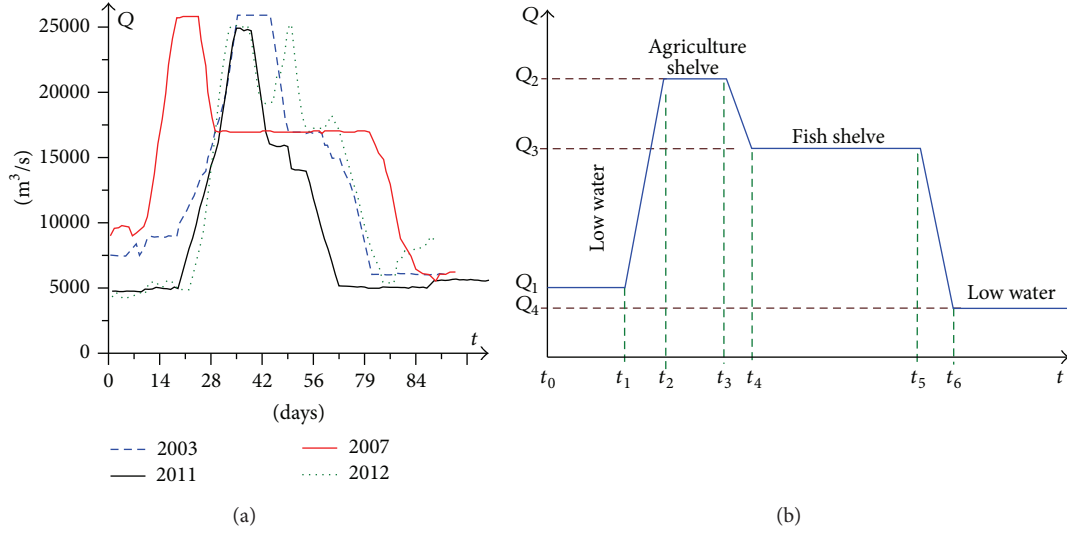 Q
25000
20000
15000
10000
5000
0
(m³/s)
t
0 14 28 42 56 79 84
(days)
2003
2007
2011
2012
(a)
Q
Agriculture
shelve
Q₂
Fish shelve
Q₃
Low water
Q₁
Low water
Q₄
t₀ t₁ t₂ t₃ t₄ t₅ t₆ t
(b)